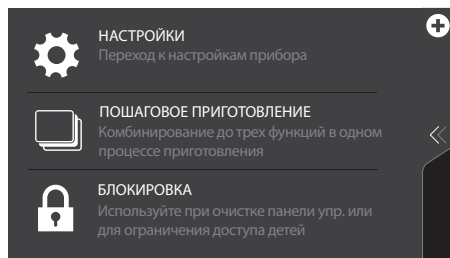 НАСТРОЙКИ
Переход к настройкам прибора
ПОШАГОВОЕ ПРИГОТОВЛЕНИЕ
Комбинирование до трех функций в одном
процессе приготовления
БЛОКИРОВКА
Используйте при очистке панели упр. или
для ограничения доступа детей